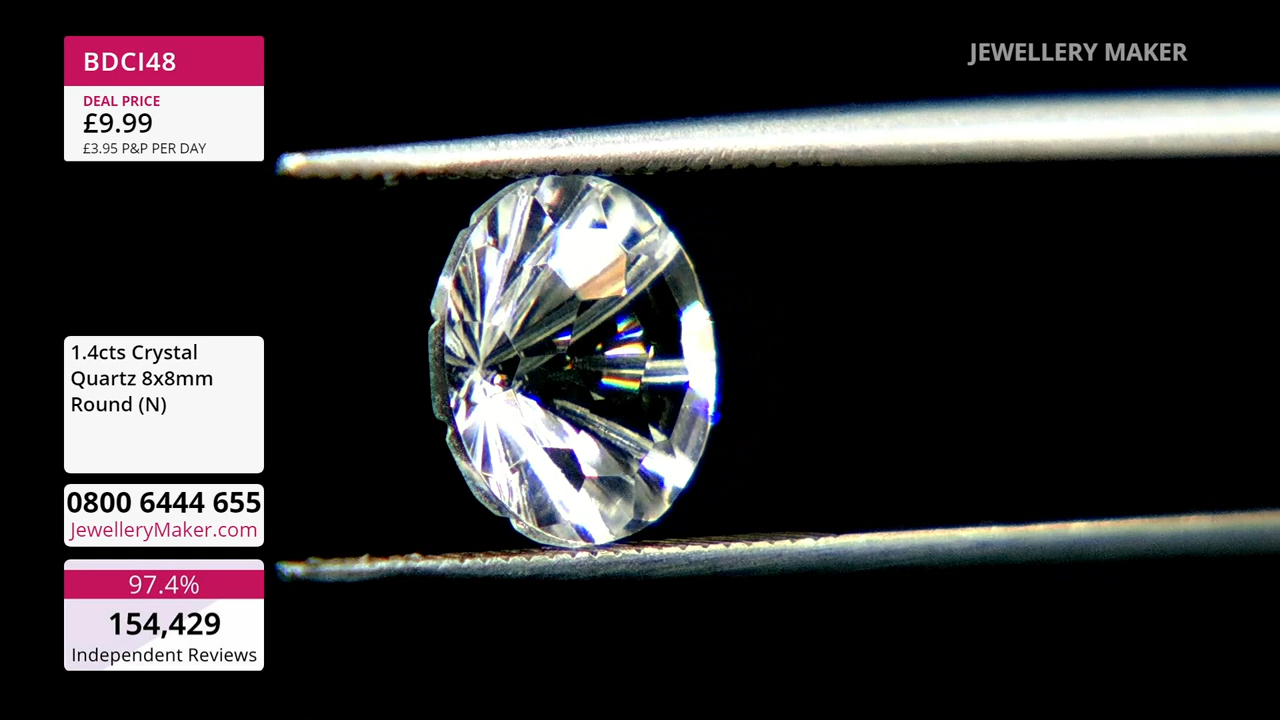 BDCI48
DEAL PRICE
£9.99
£3.95 P&P PER DAY
JEWELLERY MAKER
1.4cts Crystal
Quartz 8x8mm
Round (N)
0800 6444 655
JewelleryMaker.com
97.4%
154,429
Independent Reviews